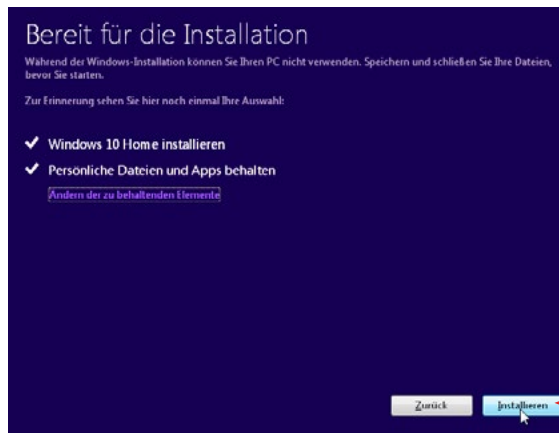 Bereit für die Installation
Während der Windows-Installation können Sie Ihren PC nicht verwenden. Speichern und schließen Sie Ihre Dateien,
bevor Sie starten.
Zur Erinnerung sehen Sie hier noch einmal Ihre Auswahl:
Windows 10 Home installieren
Persönliche Dateien und Apps behalten
Ändern der zu behaltenden Elemente
Zurück
Installieren